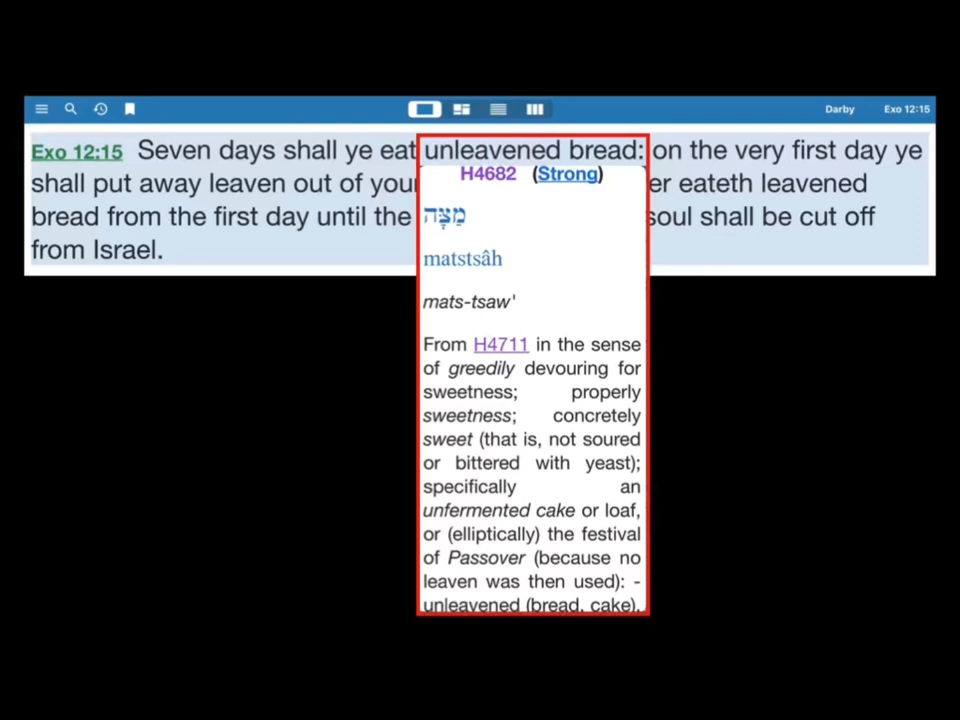 Darby Exo 12:15
Exo 12:15 Seven days shall ye eat unleavened bread: on the very first day ye
shall put away leaven out of your er eateth leavened
bread from the first day until the soul shall be cut off
from Israel.
H4682 (Strong)
מַצָּה
matstsâh
mats-tsaw'
From H4711 in the sense
of greedily devouring for
sweetness; properly
sweetness; concretely
sweet (that is, not soured
or bittered with yeast);
specifically an
unfermented cake or loaf,
or (elliptically) the festival
of Passover (because no
leaven was then used): -
unleavened (bread, cake),